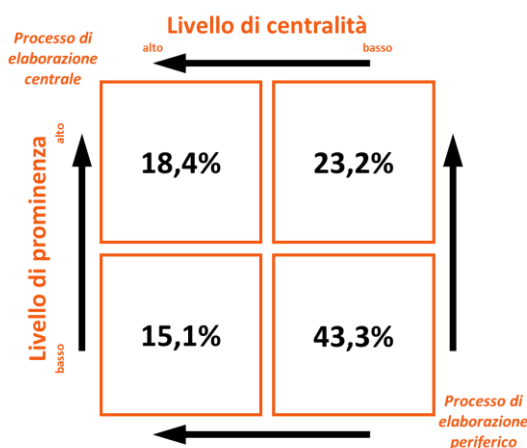 Livello di centralità
Processo di
elaborazione
centrale
alto
basso
Livello di prominenza
alto
basso
18,4%
23,2%
15,1%
43,3%
Processo di
elaborazione
periferico